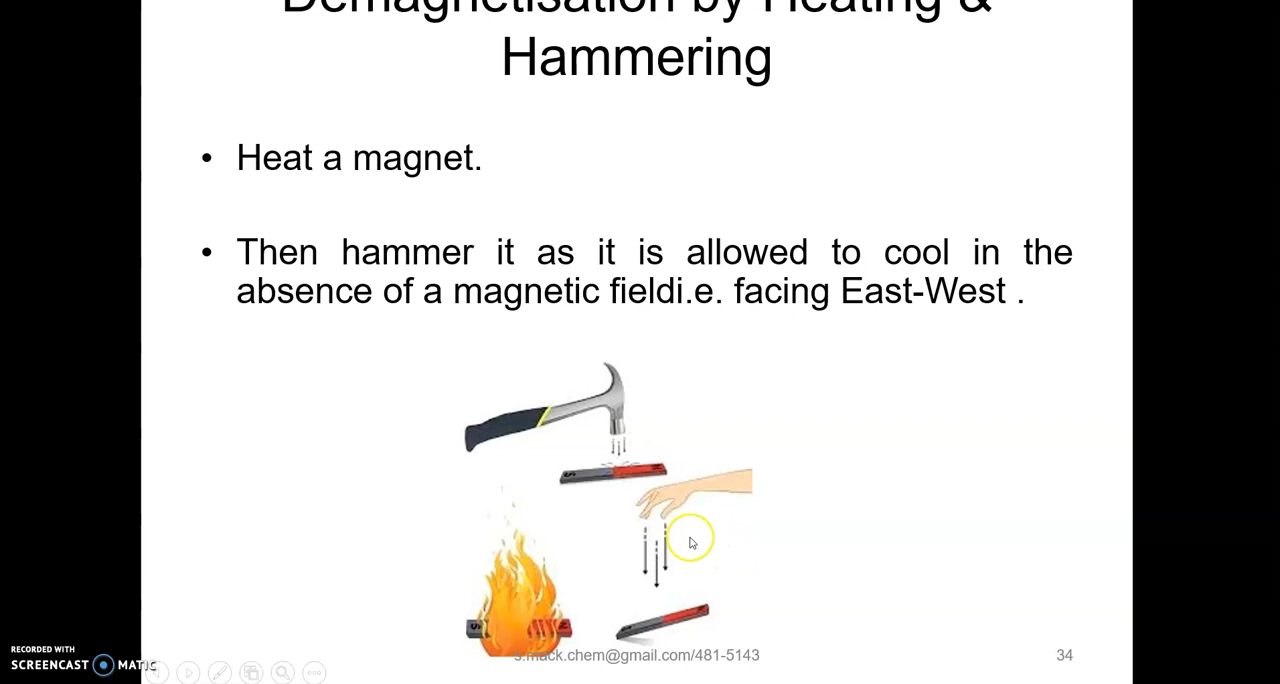 Demagnetisation by Heating &
Hammering
• Heat a magnet.
• Then hammer it as it is allowed to cool in the
absence of a magnetic fieldi.e. facing East-West .
S
N
S
N
S
N
s.mack.chem@gmail.com/481-5143
34
RECORDED WITH
SCREENCAST MATIC